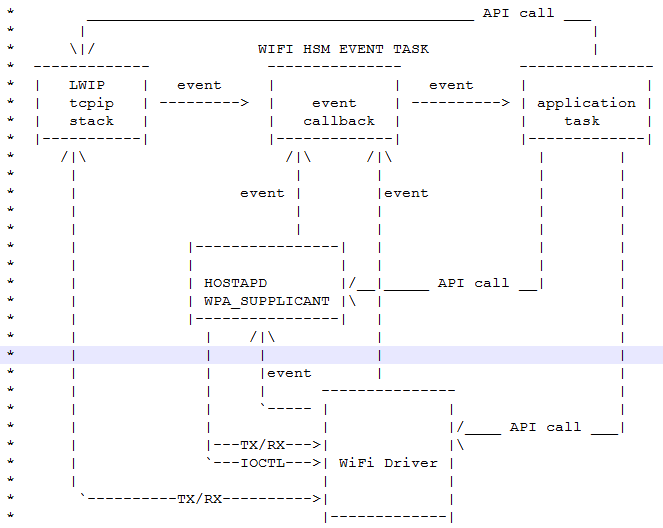 API call
WIFI HSM EVENT TASK
LWIP event event
tcpip event application
stack callback task
event event
HOSTAPD API call
WPA_SUPPLICANT
event
API call
TX/RX
IOCTL WiFi Driver
TX/RX